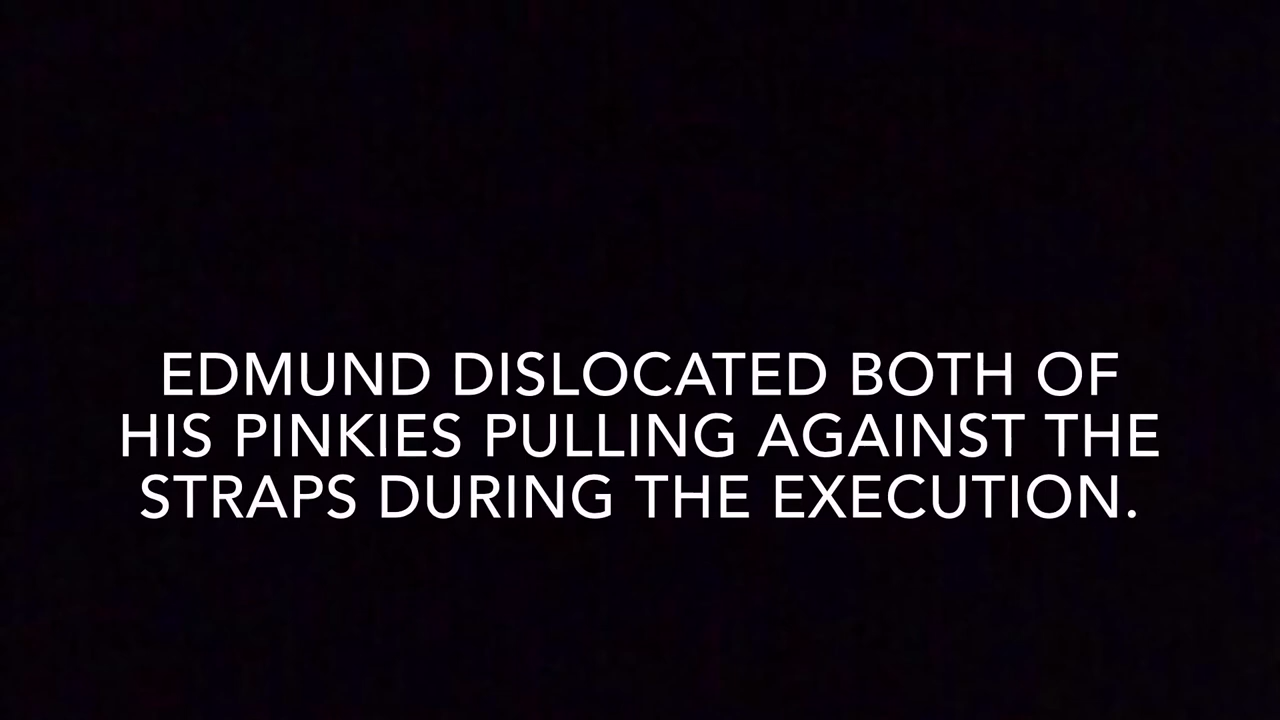 EDMUND DISLOCATED BOTH OF
HIS PINKIES PULLING AGAINST THE
STRAPS DURING THE EXECUTION.